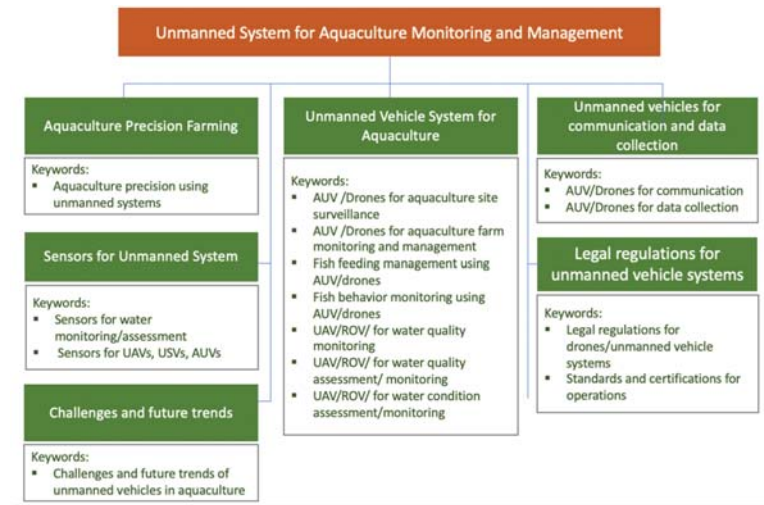 Unmanned System for Aquaculture Monitoring and Management
Aquaculture Precision Farming
Keywords:
▪ Aquaculture precision using
unmanned systems
Sensors for Unmanned System
Keywords:
▪ Sensors for water
monitoring/assessment
▪ Sensors for UAVs, USVs, AUVs
Challenges and future trends
Keywords:
▪ Challenges and future trends of
unmanned vehicles in aquaculture
Unmanned Vehicle System for
Aquaculture
Keywords:
▪ AUV /Drones for aquaculture site
surveillance
▪ AUV /Drones for aquaculture farm
monitoring and management
▪ Fish feeding management using
AUV/drones
▪ Fish behavior monitoring using
AUV/drones
▪ UAV/ROV/ for water quality
monitoring
▪ UAV/ROV/ for water quality
assessment/ monitoring
▪ UAV/ROV/ for water condition
assessment/monitoring
Unmanned vehicles for
communication and data
collection
Keywords:
▪ AUV/Drones for communication
▪ AUV/Drones for data collection
Legal regulations for
unmanned vehicle systems
Keywords:
▪ Legal regulations for
drones/unmanned vehicle
systems
▪ Standards and certifications for
operations